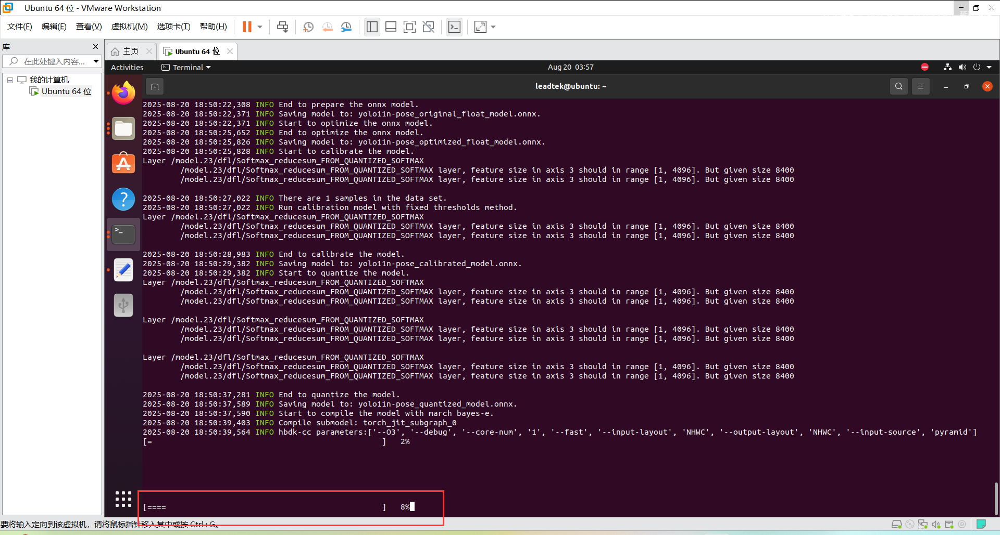 Ubuntu 64 位 - VMware Workstation
文件(F) 编辑(E) 查看(V) 虚拟机(M) 选项卡(T) 帮助(H)
库
在此处键入内容...
我的计算机
Ubuntu 64 位
主页
Ubuntu 64 位
Activities
Terminal
Aug 20 03:57
leadtek@ubuntu: ~
2025-08-20 18:50:22,308 INFO End to prepare the onnx model.
2025-08-20 18:50:22,371 INFO Saving model to: yolo11n-pose_original_float_model.onnx.
2025-08-20 18:50:22,371 INFO Start to optimize the onnx model.
2025-08-20 18:50:25,652 INFO End to optimize the onnx model.
2025-08-20 18:50:25,826 INFO Saving model to: yolo11n-pose_optimized_float_model.onnx.
2025-08-20 18:50:25,828 INFO Start to calibrate the model.
Layer /model.23/dfl/Softmax_reducesum_FROM_QUANTIZED_SOFTMAX
/model.23/dfl/Softmax_reducesum_FROM_QUANTIZED_SOFTMAX layer, feature size in axis 3 should in range [1, 4096]. But given size 8400
/model.23/dfl/Softmax_reducesum_FROM_QUANTIZED_SOFTMAX layer, feature size in axis 3 should in range [1, 4096]. But given size 8400
2025-08-20 18:50:27,022 INFO There are 1 samples in the data set.
2025-08-20 18:50:27,022 INFO Run calibration model with fixed thresholds method.
Layer /model.23/dfl/Softmax_reducesum_FROM_QUANTIZED_SOFTMAX
/model.23/dfl/Softmax_reducesum_FROM_QUANTIZED_SOFTMAX layer, feature size in axis 3 should in range [1, 4096]. But given size 8400
/model.23/dfl/Softmax_reducesum_FROM_QUANTIZED_SOFTMAX layer, feature size in axis 3 should in range [1, 4096]. But given size 8400
2025-08-20 18:50:28,983 INFO End to calibrate the model.
2025-08-20 18:50:29,382 INFO Saving model to: yolo11n-pose_calibrated_model.onnx.
2025-08-20 18:50:29,382 INFO Start to quantize the model.
Layer /model.23/dfl/Softmax_reducesum_FROM_QUANTIZED_SOFTMAX
/model.23/dfl/Softmax_reducesum_FROM_QUANTIZED_SOFTMAX layer, feature size in axis 3 should in range [1, 4096]. But given size 8400
/model.23/dfl/Softmax_reducesum_FROM_QUANTIZED_SOFTMAX layer, feature size in axis 3 should in range [1, 4096]. But given size 8400
Layer /model.23/dfl/Softmax_reducesum_FROM_QUANTIZED_SOFTMAX
/model.23/dfl/Softmax_reducesum_FROM_QUANTIZED_SOFTMAX layer, feature size in axis 3 should in range [1, 4096]. But given size 8400
/model.23/dfl/Softmax_reducesum_FROM_QUANTIZED_SOFTMAX layer, feature size in axis 3 should in range [1, 4096]. But given size 8400
Layer /model.23/dfl/Softmax_reducesum_FROM_QUANTIZED_SOFTMAX
/model.23/dfl/Softmax_reducesum_FROM_QUANTIZED_SOFTMAX layer, feature size in axis 3 should in range [1, 4096]. But given size 8400
/model.23/dfl/Softmax_reducesum_FROM_QUANTIZED_SOFTMAX layer, feature size in axis 3 should in range [1, 4096]. But given size 8400
2025-08-20 18:50:37,281 INFO End to quantize the model.
2025-08-20 18:50:37,589 INFO Saving model to: yolo11n-pose_quantized_model.onnx.
2025-08-20 18:50:37,590 INFO Start to compile the model with march bayes-e.
2025-08-20 18:50:39,403 INFO Compile submodel: torch_jit_subgraph_0
2025-08-20 18:50:39,564 INFO hbdk-cc parameters:['--O3', '--debug', '--core-num', '1', '--fast', '--input-layout', 'NHWC', '--output-layout', 'NHWC', '--input-source', 'pyramid']
[= ] 2%
[==== ] 8%
要将输入定向到该虚拟机，请将鼠标指针移入其中或按 Ctrl+G。